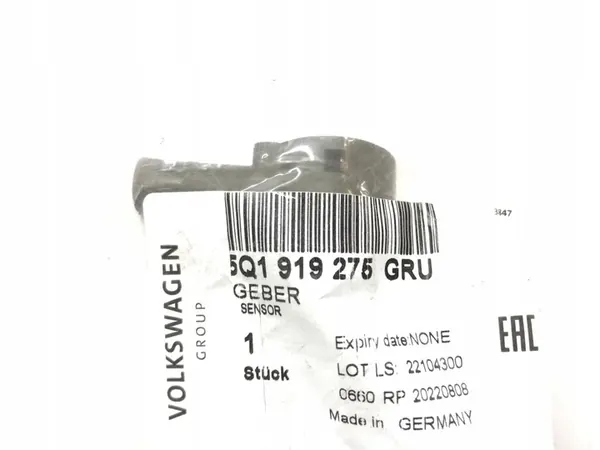 VOLKSWAGEN
GROUP
5Q1 919 275 GRU
GEBER
SENSOR
1
Stück
Expiry date:NONE
LOT LS: 22104300
0660 RP 20220808
Made in GERMANY
EAC